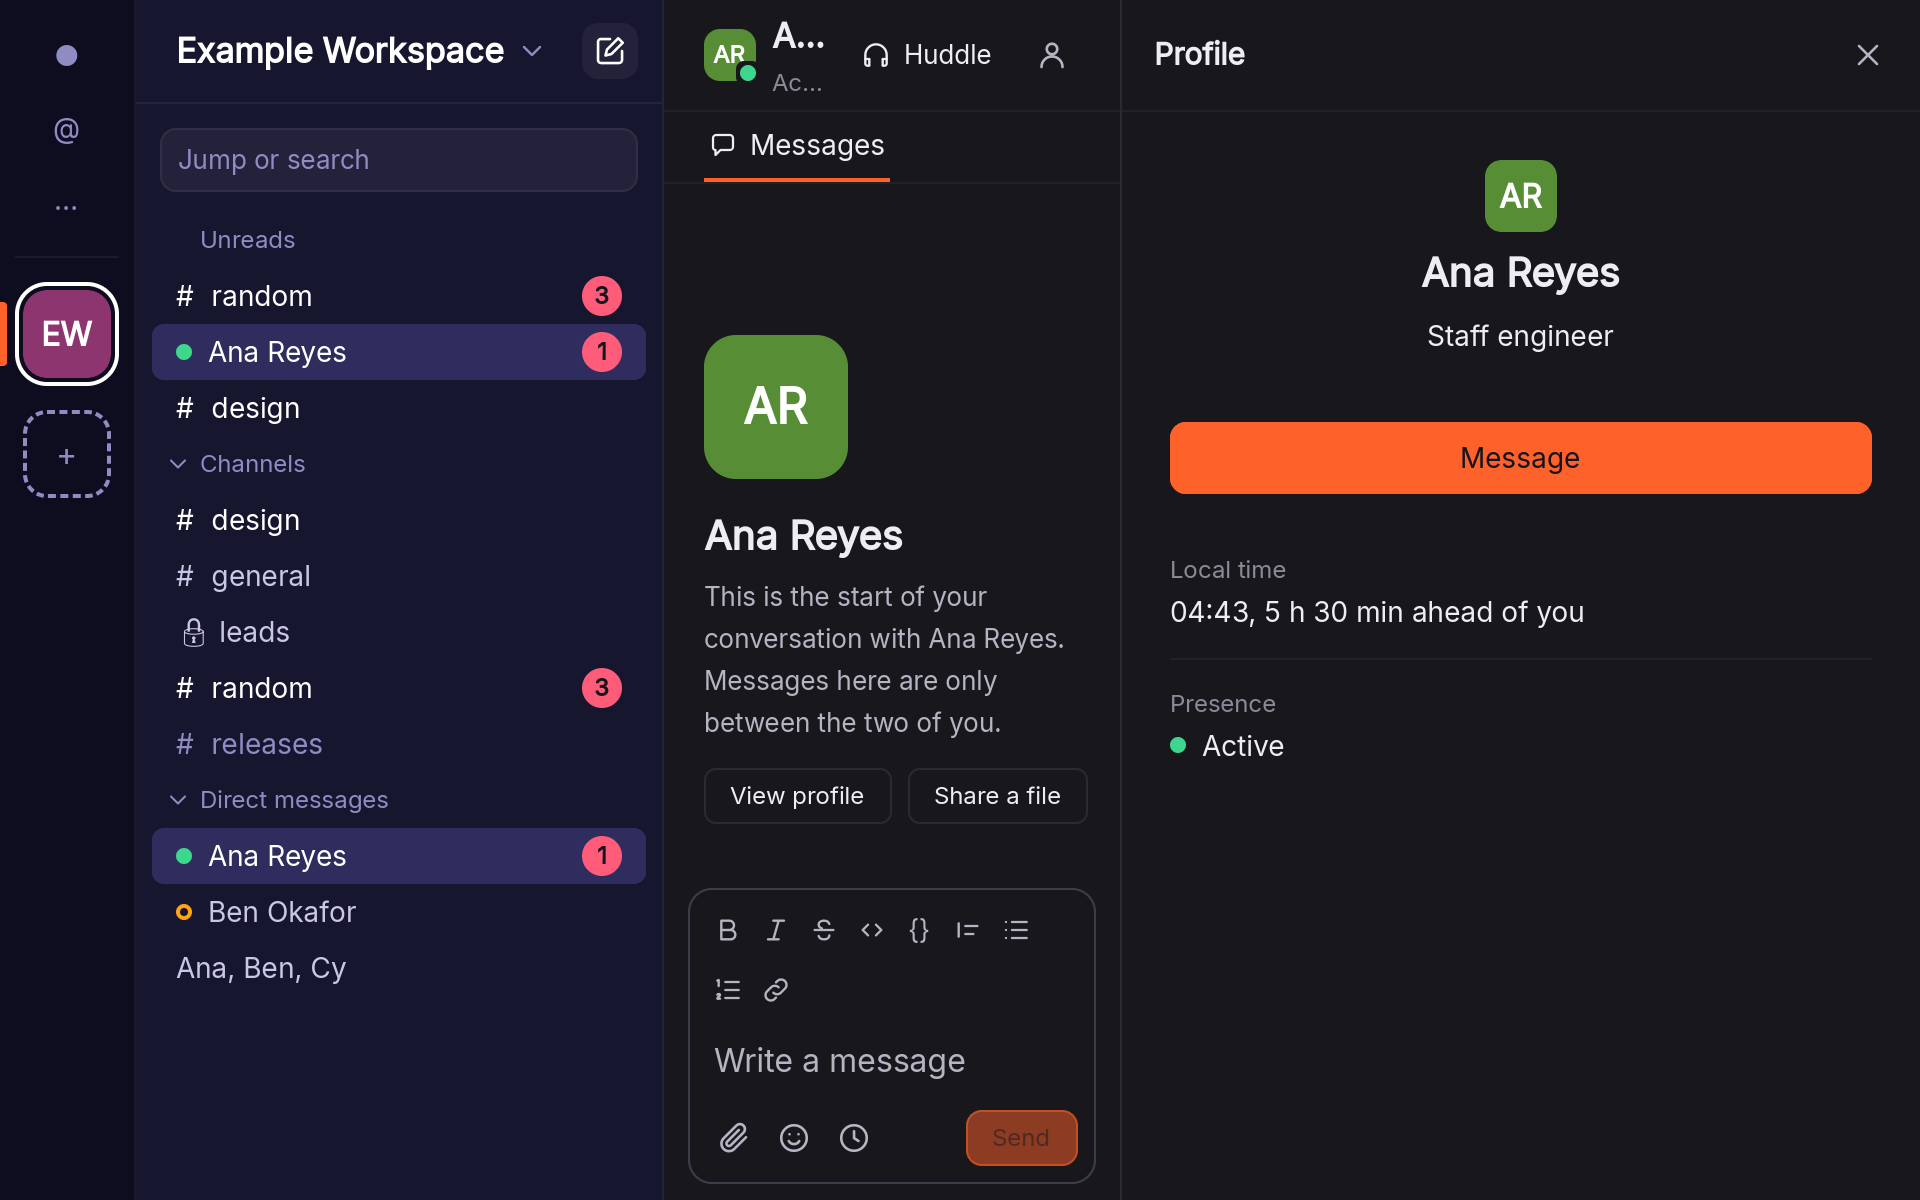 @
...
EW
+
Example Workspace
Jump or search
Unreads
# random 3
Ana Reyes 1
# design
Channels
# design
# general
leads
# random 3
# releases
Direct messages
Ana Reyes 1
Ben Okafor
Ana, Ben, Cy
AR
A...
Ac...
Huddle
Messages
AR
Ana Reyes
This is the start of your
conversation with Ana Reyes.
Messages here are only
between the two of you.
View profile
Share a file
Write a message
Send
Profile
AR
Ana Reyes
Staff engineer
Message
Local time
04:43, 5 h 30 min ahead of you
Presence
Active